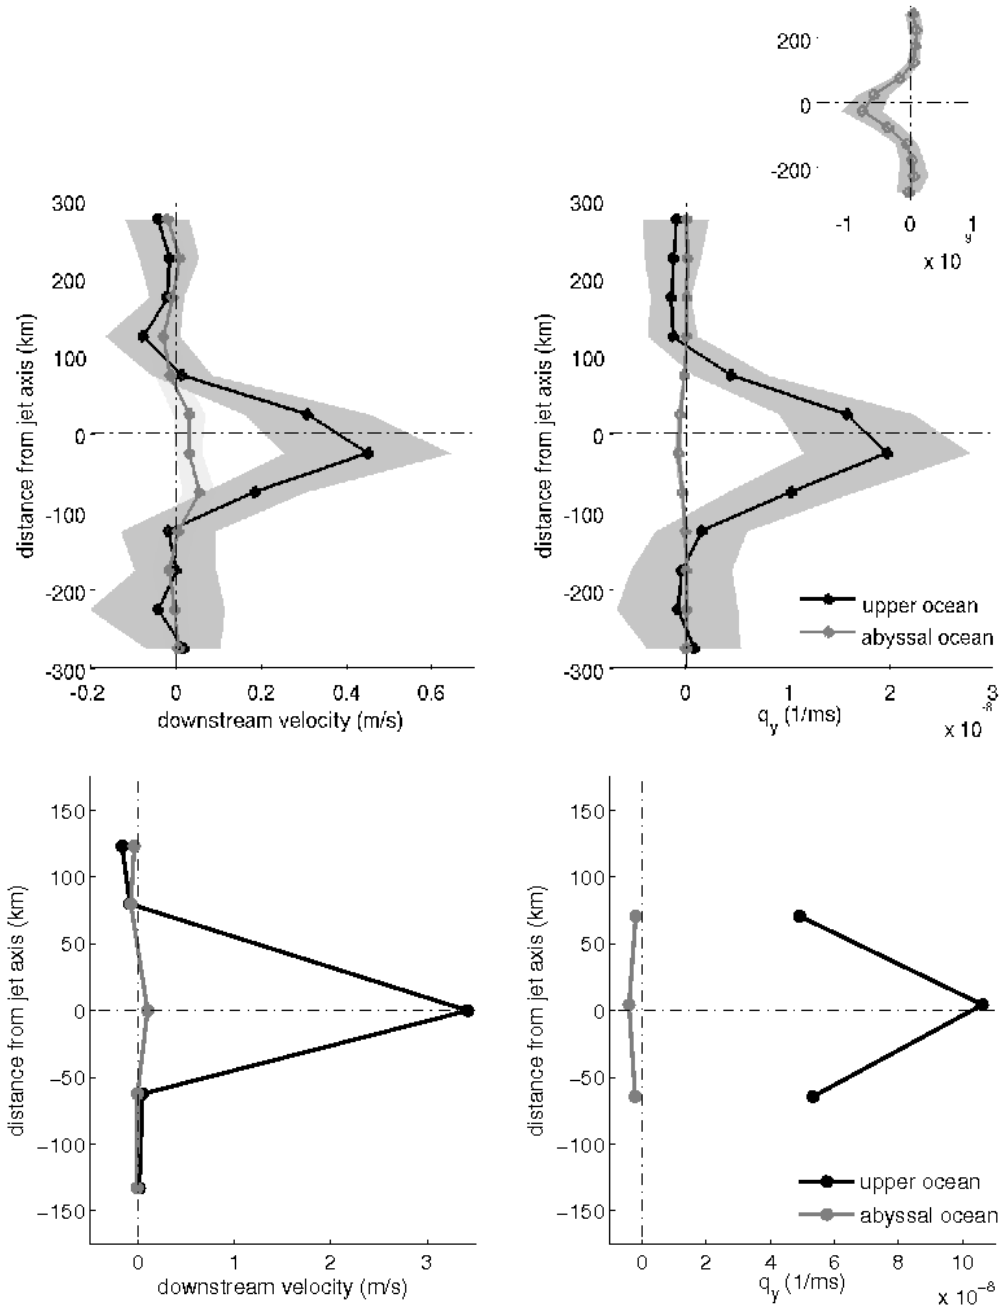 200
0
-200
-1 0 1
x 10
9
300
200
100
0
-100
-200
-300
distance from jet axis (km)
-0.2 0 0.2 0.4 0.6
downstream velocity (m/s)
300
200
100
0
-100
-200
-300
distance from jet axis (km)
upper ocean
abyssal ocean
0 1 2 3
q_y (1/ms)
x 10^-8
150
100
50
0
−50
−100
−150
distance from jet axis (km)
0 1 2 3
downstream velocity (m/s)
150
100
50
0
−50
−100
−150
distance from jet axis (km)
upper ocean
abyssal ocean
0 2 4 6 8 10
q_y (1/ms)
x 10^−8